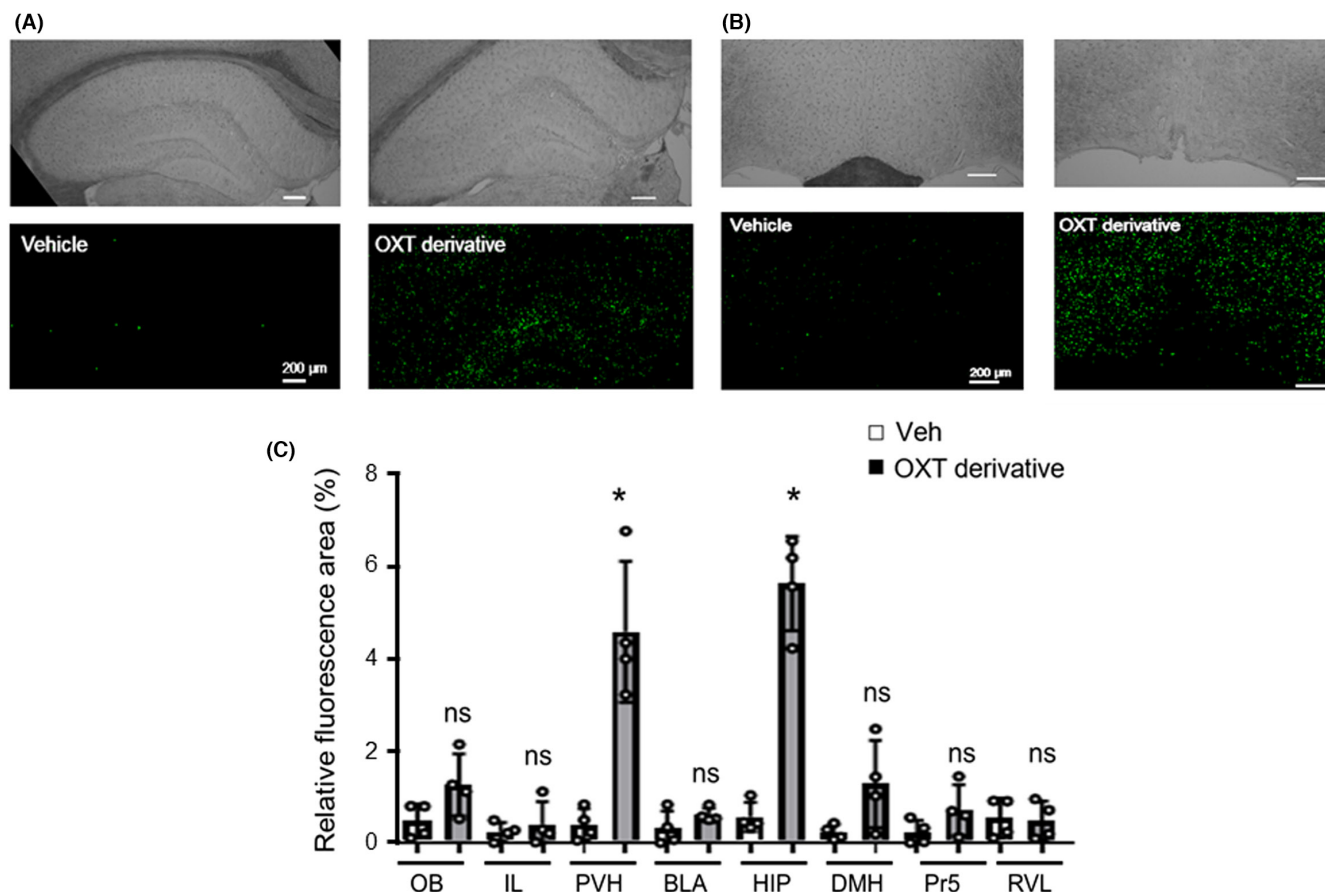 (A)
(B)
Vehicle
OXT derivative
200 µm
Vehicle
OXT derivative
200 µm
(C)
Veh
OXT derivative
Relative fluorescence area (%)
8
6
4
2
0
*
*
ns
ns
ns
ns
ns
ns
OB IL PVH BLA HIP DMH Pr5 RVL